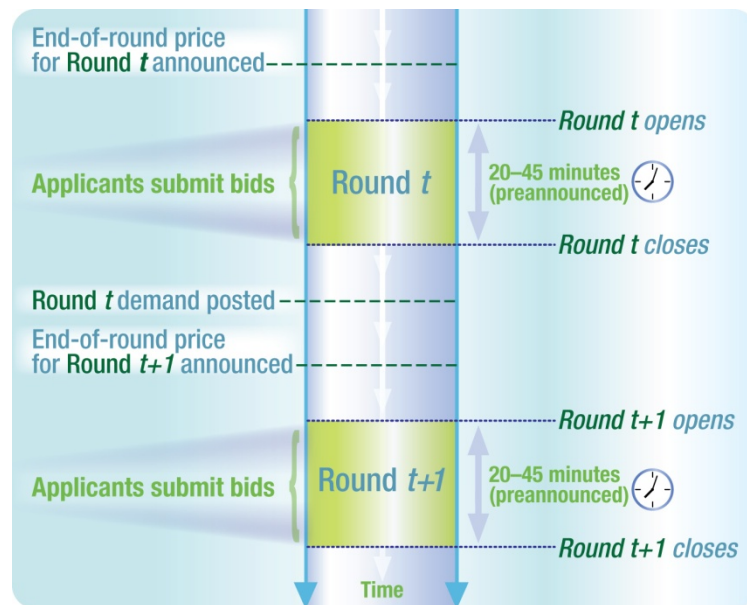 End-of-round price
for Round t announced
Round t opens
Applicants submit bids
Round t
20–45 minutes
(preannounced)
Round t closes
Round t demand posted
End-of-round price
for Round t+1 announced
Round t+1 opens
Applicants submit bids
Round t+1
20–45 minutes
(preannounced)
Round t+1 closes
Time